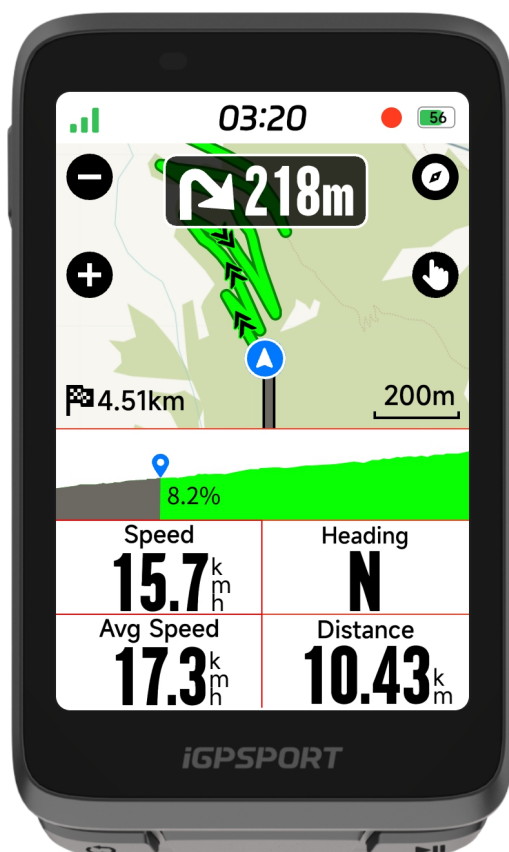 03:20
56
218m
4.51km
200m
8.2%
Speed
15.7 km
h
Heading
N
Avg Speed
17.3 km
h
Distance
10.43 km
iGPSPORT